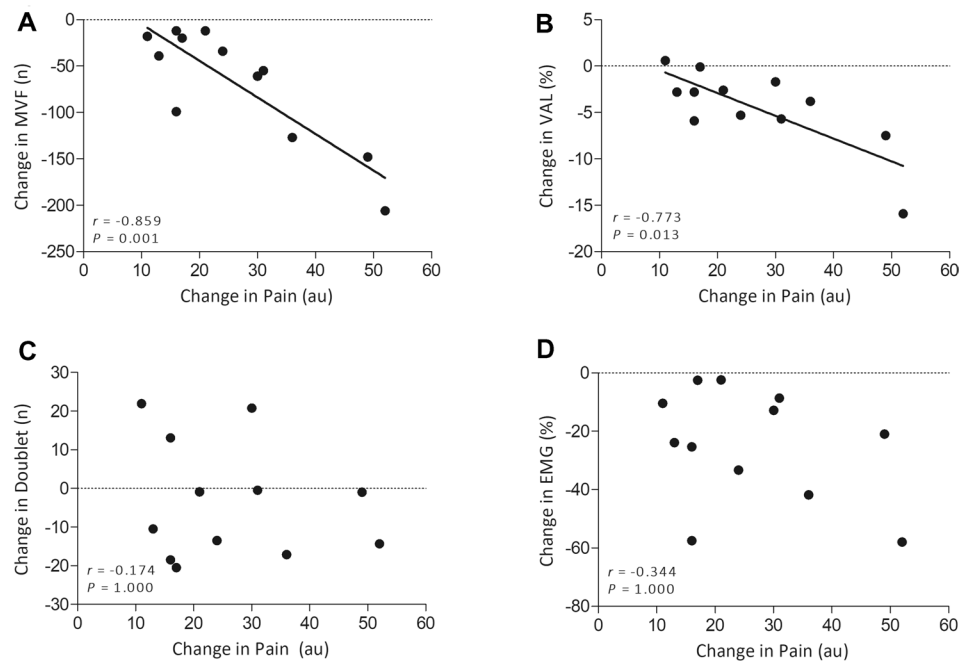 A
Change in MVF (n)
0
-50
-100
-150
-200
-250
r = -0.859
P = 0.001
0 10 20 30 40 50 60
Change in Pain (au)
B
Change in VAL (%)
5
0
-5
-10
-15
-20
r = -0.773
P = 0.013
0 10 20 30 40 50 60
Change in Pain (au)
C
Change in Doublet (n)
30
20
10
0
-10
-20
-30
r = -0.174
P = 1.000
0 10 20 30 40 50 60
Change in Pain (au)
D
Change in EMG (%)
0
-20
-40
-60
-80
r = -0.344
P = 1.000
0 10 20 30 40 50 60
Change in Pain (au)